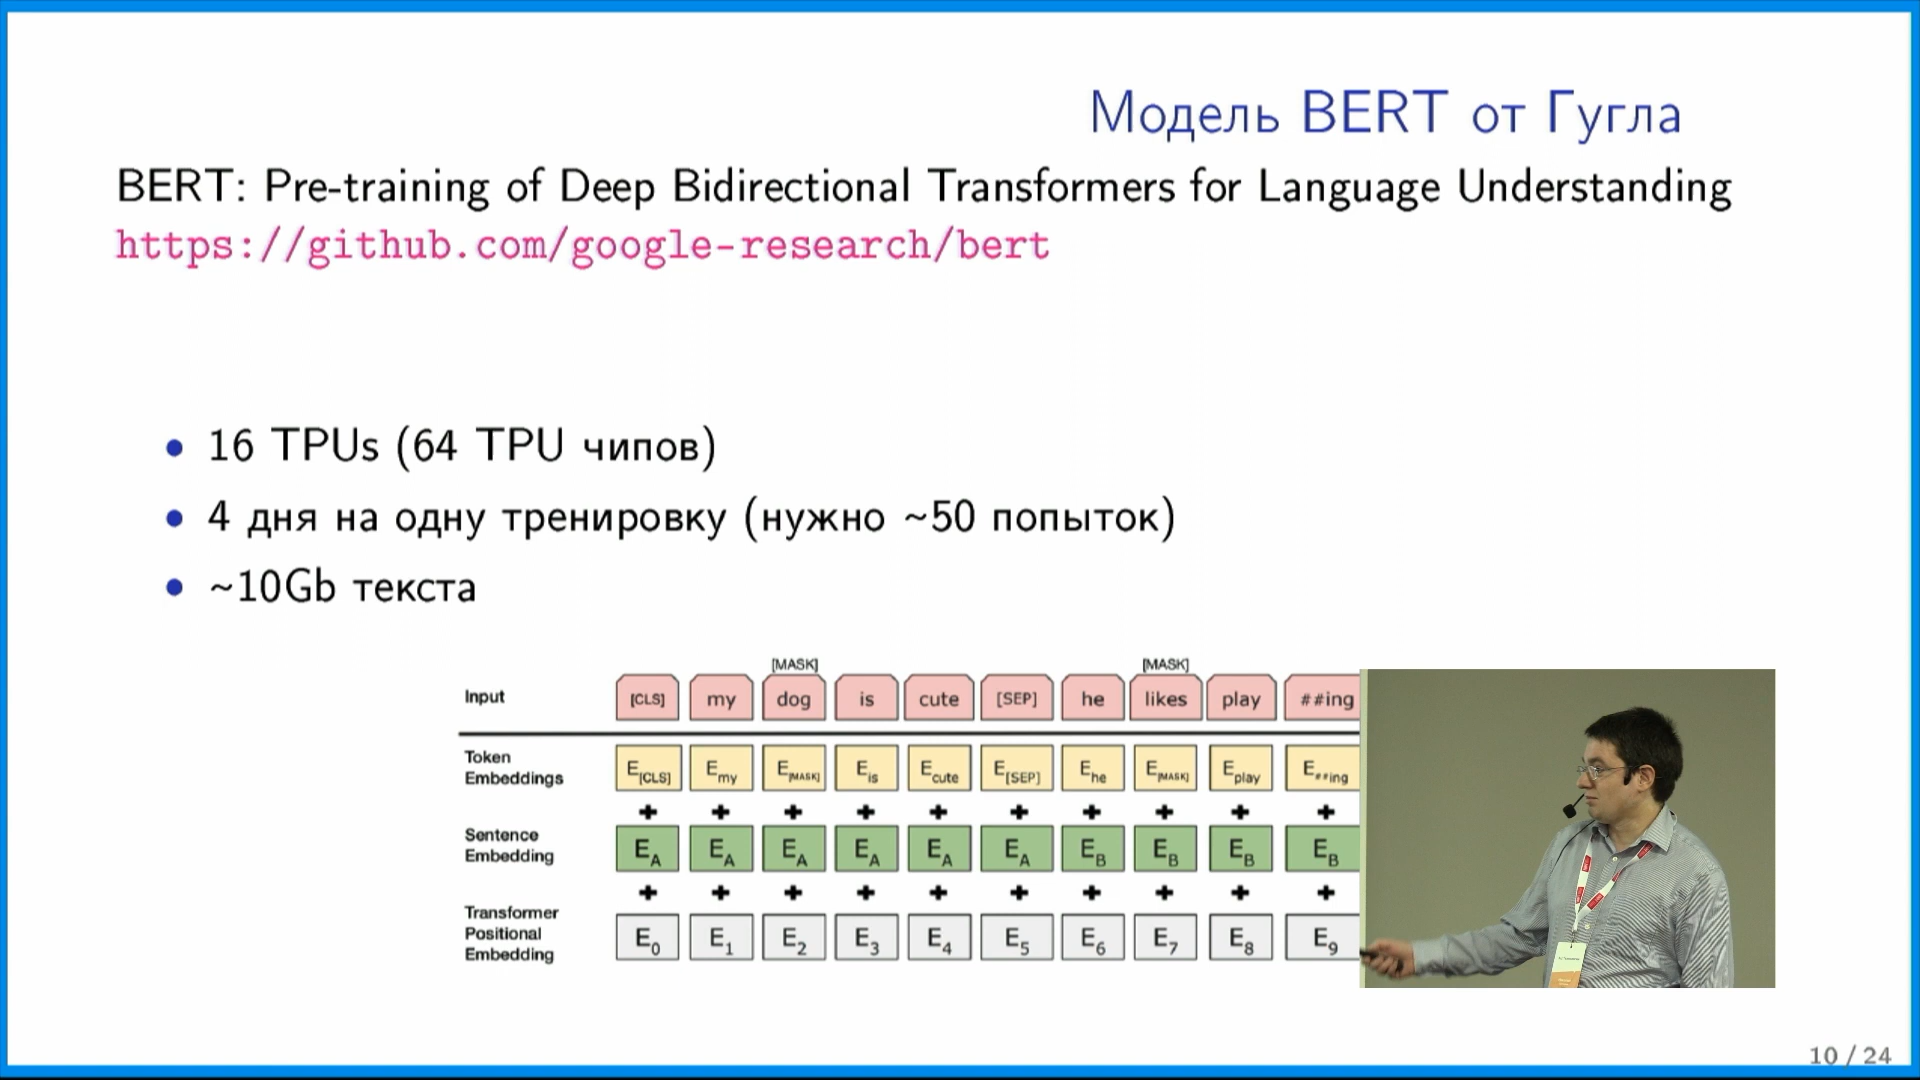 Модель BERT от Гугла
BERT: Pre-training of Deep Bidirectional Transformers for Language Understanding
https://github.com/google-research/bert
• 16 TPUs (64 TPU чипов)
• 4 дня на одну тренировку (нужно ~50 попыток)
• ~10Gb текста
[MASK] [MASK]
Input [CLS] my dog is cute [SEP] he likes play ##ing
Token Embeddings E[CLS] Emy E[MASK] Eis Ecute E[SEP] Ehe E[MASK] Eplay E##ing
+ + + + + + + + + +
Sentence Embedding EA EA EA EA EA EA EB EB EB EB
+ + + + + + + + + +
Transformer Positional Embedding E0 E1 E2 E3 E4 E5 E6 E7 E8 E9
10 / 24